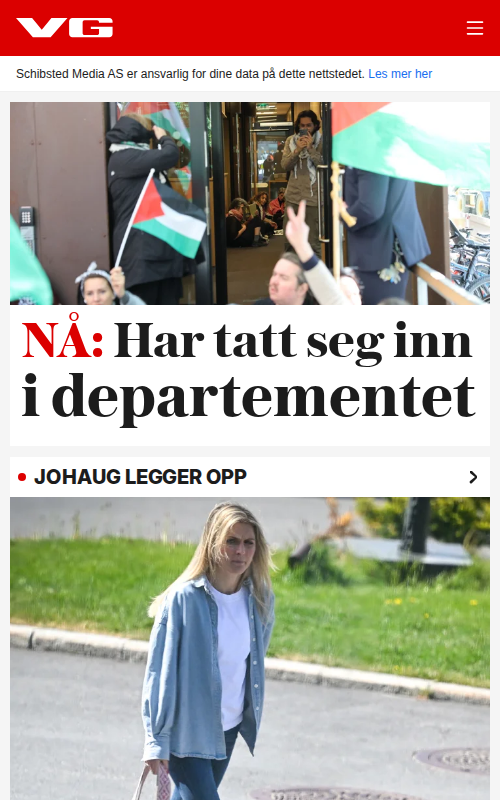 VG
Schibsted Media AS er ansvarlig for dine data på dette nettstedet. Les mer her
NÅ: Har tatt seg inn
i departementet
JOHAUG LEGGER OPP